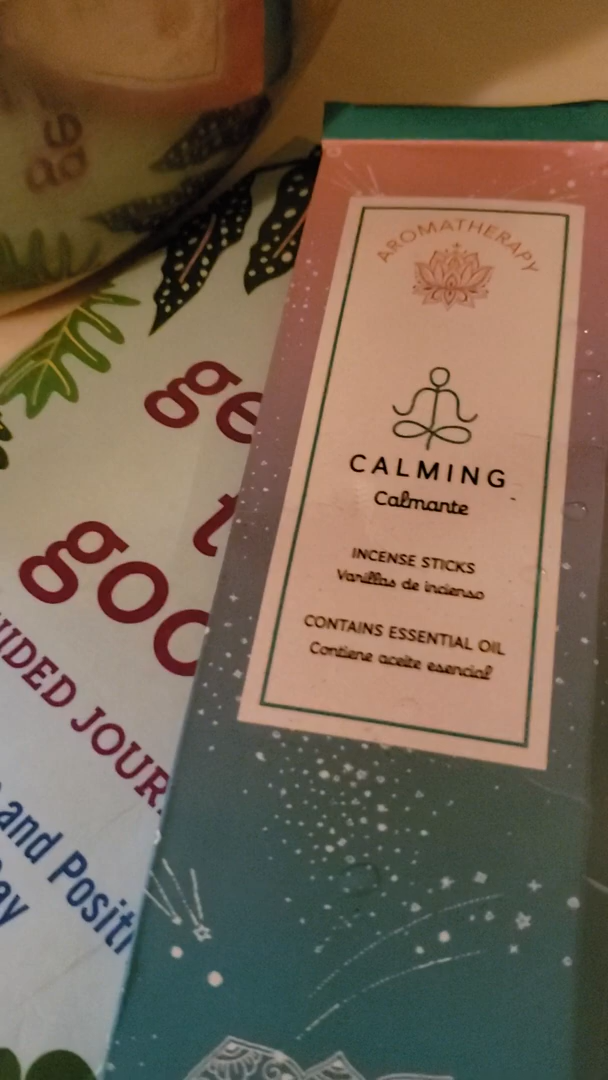 ge
t
goo
UIDED JOUR
and Positi
ay
AROMATHERAPY
CALMING
Calmante
INCENSE STICKS
Varillas de incienso
CONTAINS ESSENTIAL OIL
Contiene aceite esencial